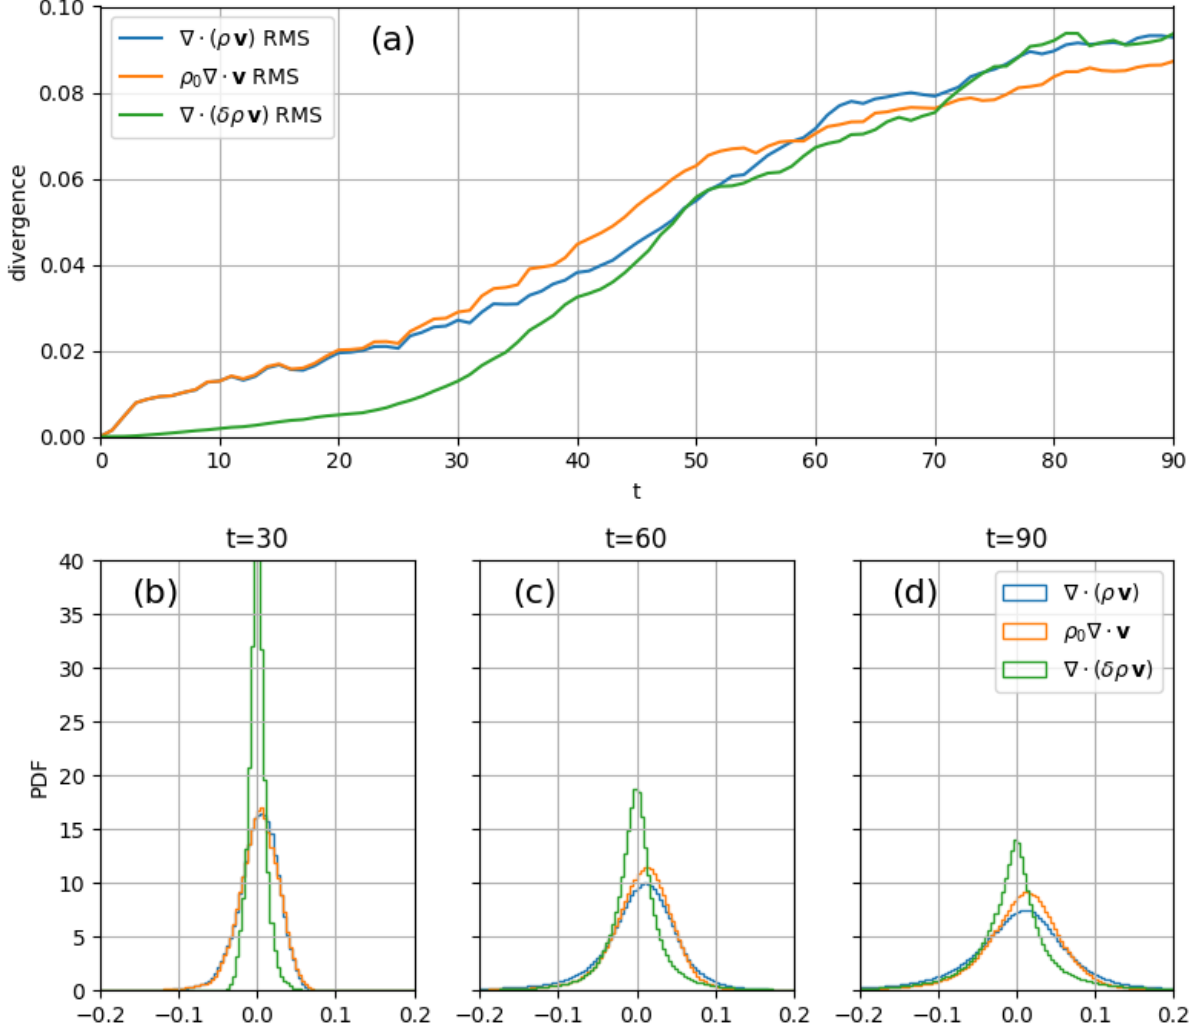 0.10
0.08
0.06
0.04
0.02
0.00
divergence
(a)
∇ · (ρ v) RMS
ρ₀∇ · v RMS
∇ · (δρ v) RMS
0 10 20 30 40 50 60 70 80 90
t
t=30 t=60 t=90
40
35
30
25
20
15
10
5
0
PDF
(b) (c) (d)
∇ · (ρ v)
ρ₀∇ · v
∇ · (δρ v)
−0.2 −0.1 0.0 0.1 0.2 −0.2 −0.1 0.0 0.1 0.2 −0.2 −0.1 0.0 0.1 0.2